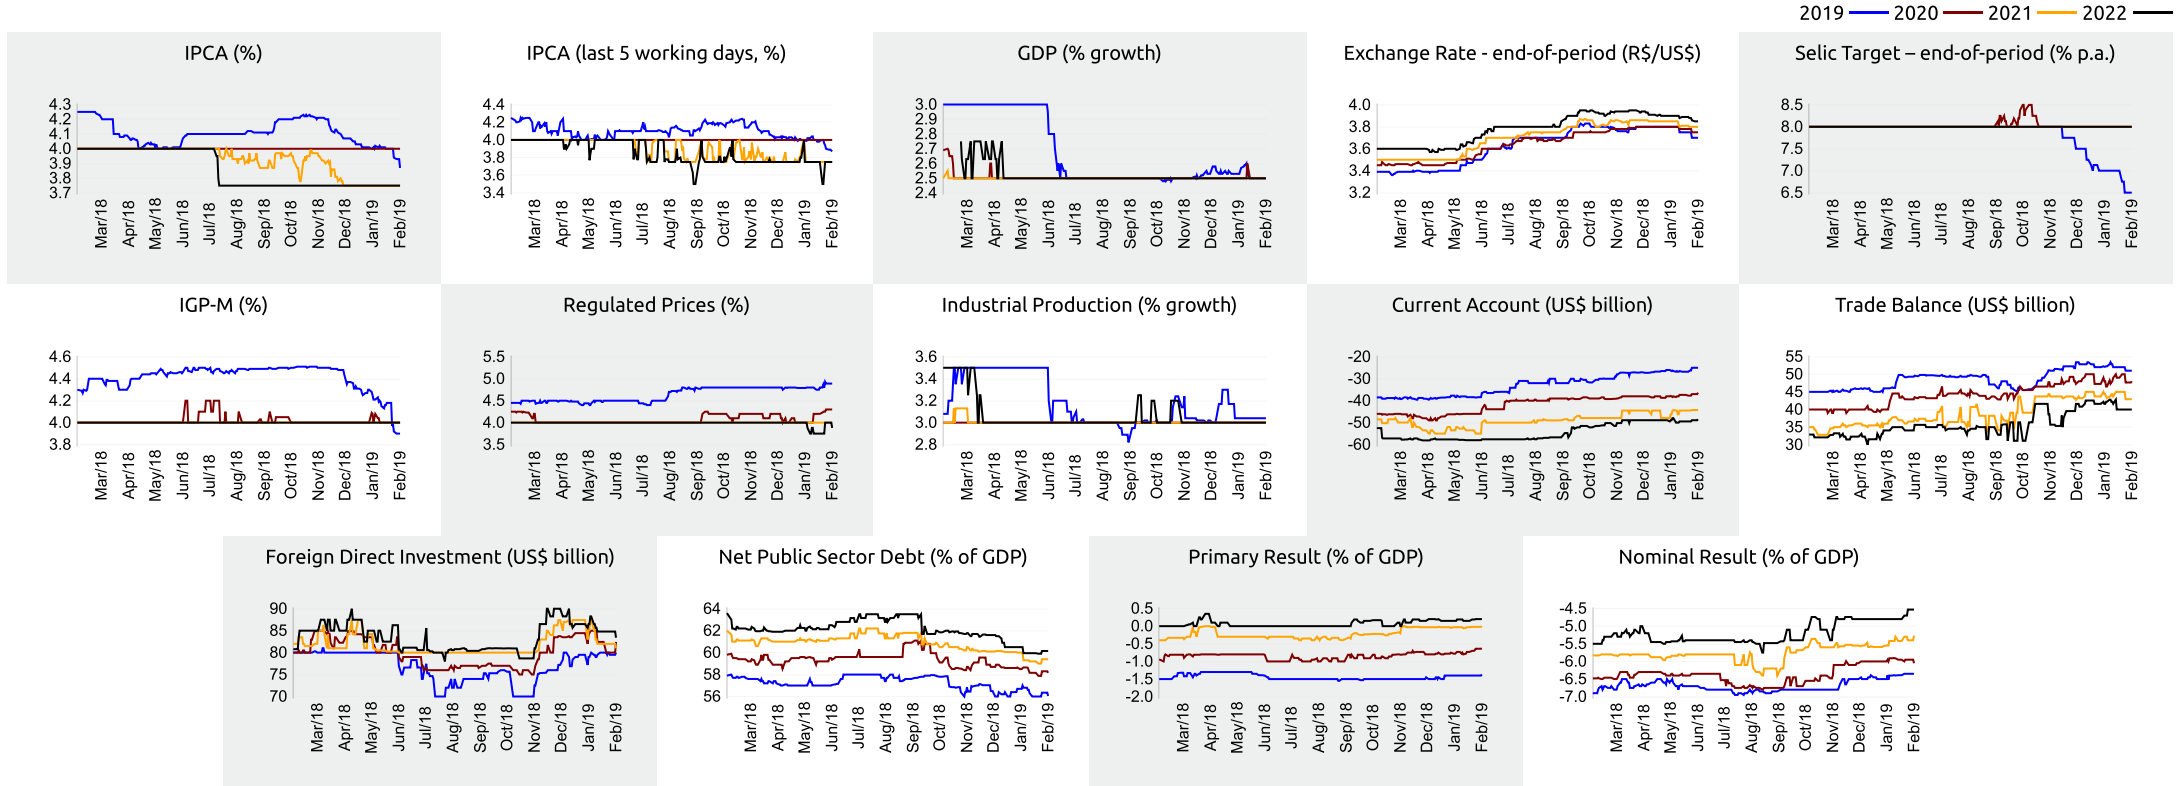 2019 2020 2021 2022
IPCA (%)
4.3
4.2
4.1
4.0
3.9
3.8
3.7
Mar/18 Apr/18 May/18 Jun/18 Jul/18 Aug/18 Sep/18 Oct/18 Nov/18 Dec/18 Jan/19 Feb/19
IPCA (last 5 working days, %)
4.4
4.2
4.0
3.8
3.6
3.4
Mar/18 Apr/18 May/18 Jun/18 Jul/18 Aug/18 Sep/18 Oct/18 Nov/18 Dec/18 Jan/19 Feb/19
GDP (% growth)
3.0
2.9
2.8
2.7
2.6
2.5
2.4
Mar/18 Apr/18 May/18 Jun/18 Jul/18 Aug/18 Sep/18 Oct/18 Nov/18 Dec/18 Jan/19 Feb/19
Exchange Rate - end-of-period (R$/US$)
4.0
3.8
3.6
3.4
3.2
Mar/18 Apr/18 May/18 Jun/18 Jul/18 Aug/18 Sep/18 Oct/18 Nov/18 Dec/18 Jan/19 Feb/19
Selic Target – end-of-period (% p.a.)
8.5
8.0
7.5
7.0
6.5
Mar/18 Apr/18 May/18 Jun/18 Jul/18 Aug/18 Sep/18 Oct/18 Nov/18 Dec/18 Jan/19 Feb/19
IGP-M (%)
4.6
4.4
4.2
4.0
3.8
Mar/18 Apr/18 May/18 Jun/18 Jul/18 Aug/18 Sep/18 Oct/18 Nov/18 Dec/18 Jan/19 Feb/19
Regulated Prices (%)
5.5
5.0
4.5
4.0
3.5
Mar/18 Apr/18 May/18 Jun/18 Jul/18 Aug/18 Sep/18 Oct/18 Nov/18 Dec/18 Jan/19 Feb/19
Industrial Production (% growth)
3.6
3.4
3.2
3.0
2.8
Mar/18 Apr/18 May/18 Jun/18 Jul/18 Aug/18 Sep/18 Oct/18 Nov/18 Dec/18 Jan/19 Feb/19
Current Account (US$ billion)
-20
-30
-40
-50
-60
Mar/18 Apr/18 May/18 Jun/18 Jul/18 Aug/18 Sep/18 Oct/18 Nov/18 Dec/18 Jan/19 Feb/19
Trade Balance (US$ billion)
55
50
45
40
35
30
Mar/18 Apr/18 May/18 Jun/18 Jul/18 Aug/18 Sep/18 Oct/18 Nov/18 Dec/18 Jan/19 Feb/19
Foreign Direct Investment (US$ billion)
90
85
80
75
70
Mar/18 Apr/18 May/18 Jun/18 Jul/18 Aug/18 Sep/18 Oct/18 Nov/18 Dec/18 Jan/19 Feb/19
Net Public Sector Debt (% of GDP)
64
62
60
58
56
Mar/18 Apr/18 May/18 Jun/18 Jul/18 Aug/18 Sep/18 Oct/18 Nov/18 Dec/18 Jan/19 Feb/19
Primary Result (% of GDP)
0.5
0.0
-0.5
-1.0
-1.5
-2.0
Mar/18 Apr/18 May/18 Jun/18 Jul/18 Aug/18 Sep/18 Oct/18 Nov/18 Dec/18 Jan/19 Feb/19
Nominal Result (% of GDP)
-4.5
-5.0
-5.5
-6.0
-6.5
-7.0
Mar/18 Apr/18 May/18 Jun/18 Jul/18 Aug/18 Sep/18 Oct/18 Nov/18 Dec/18 Jan/19 Feb/19